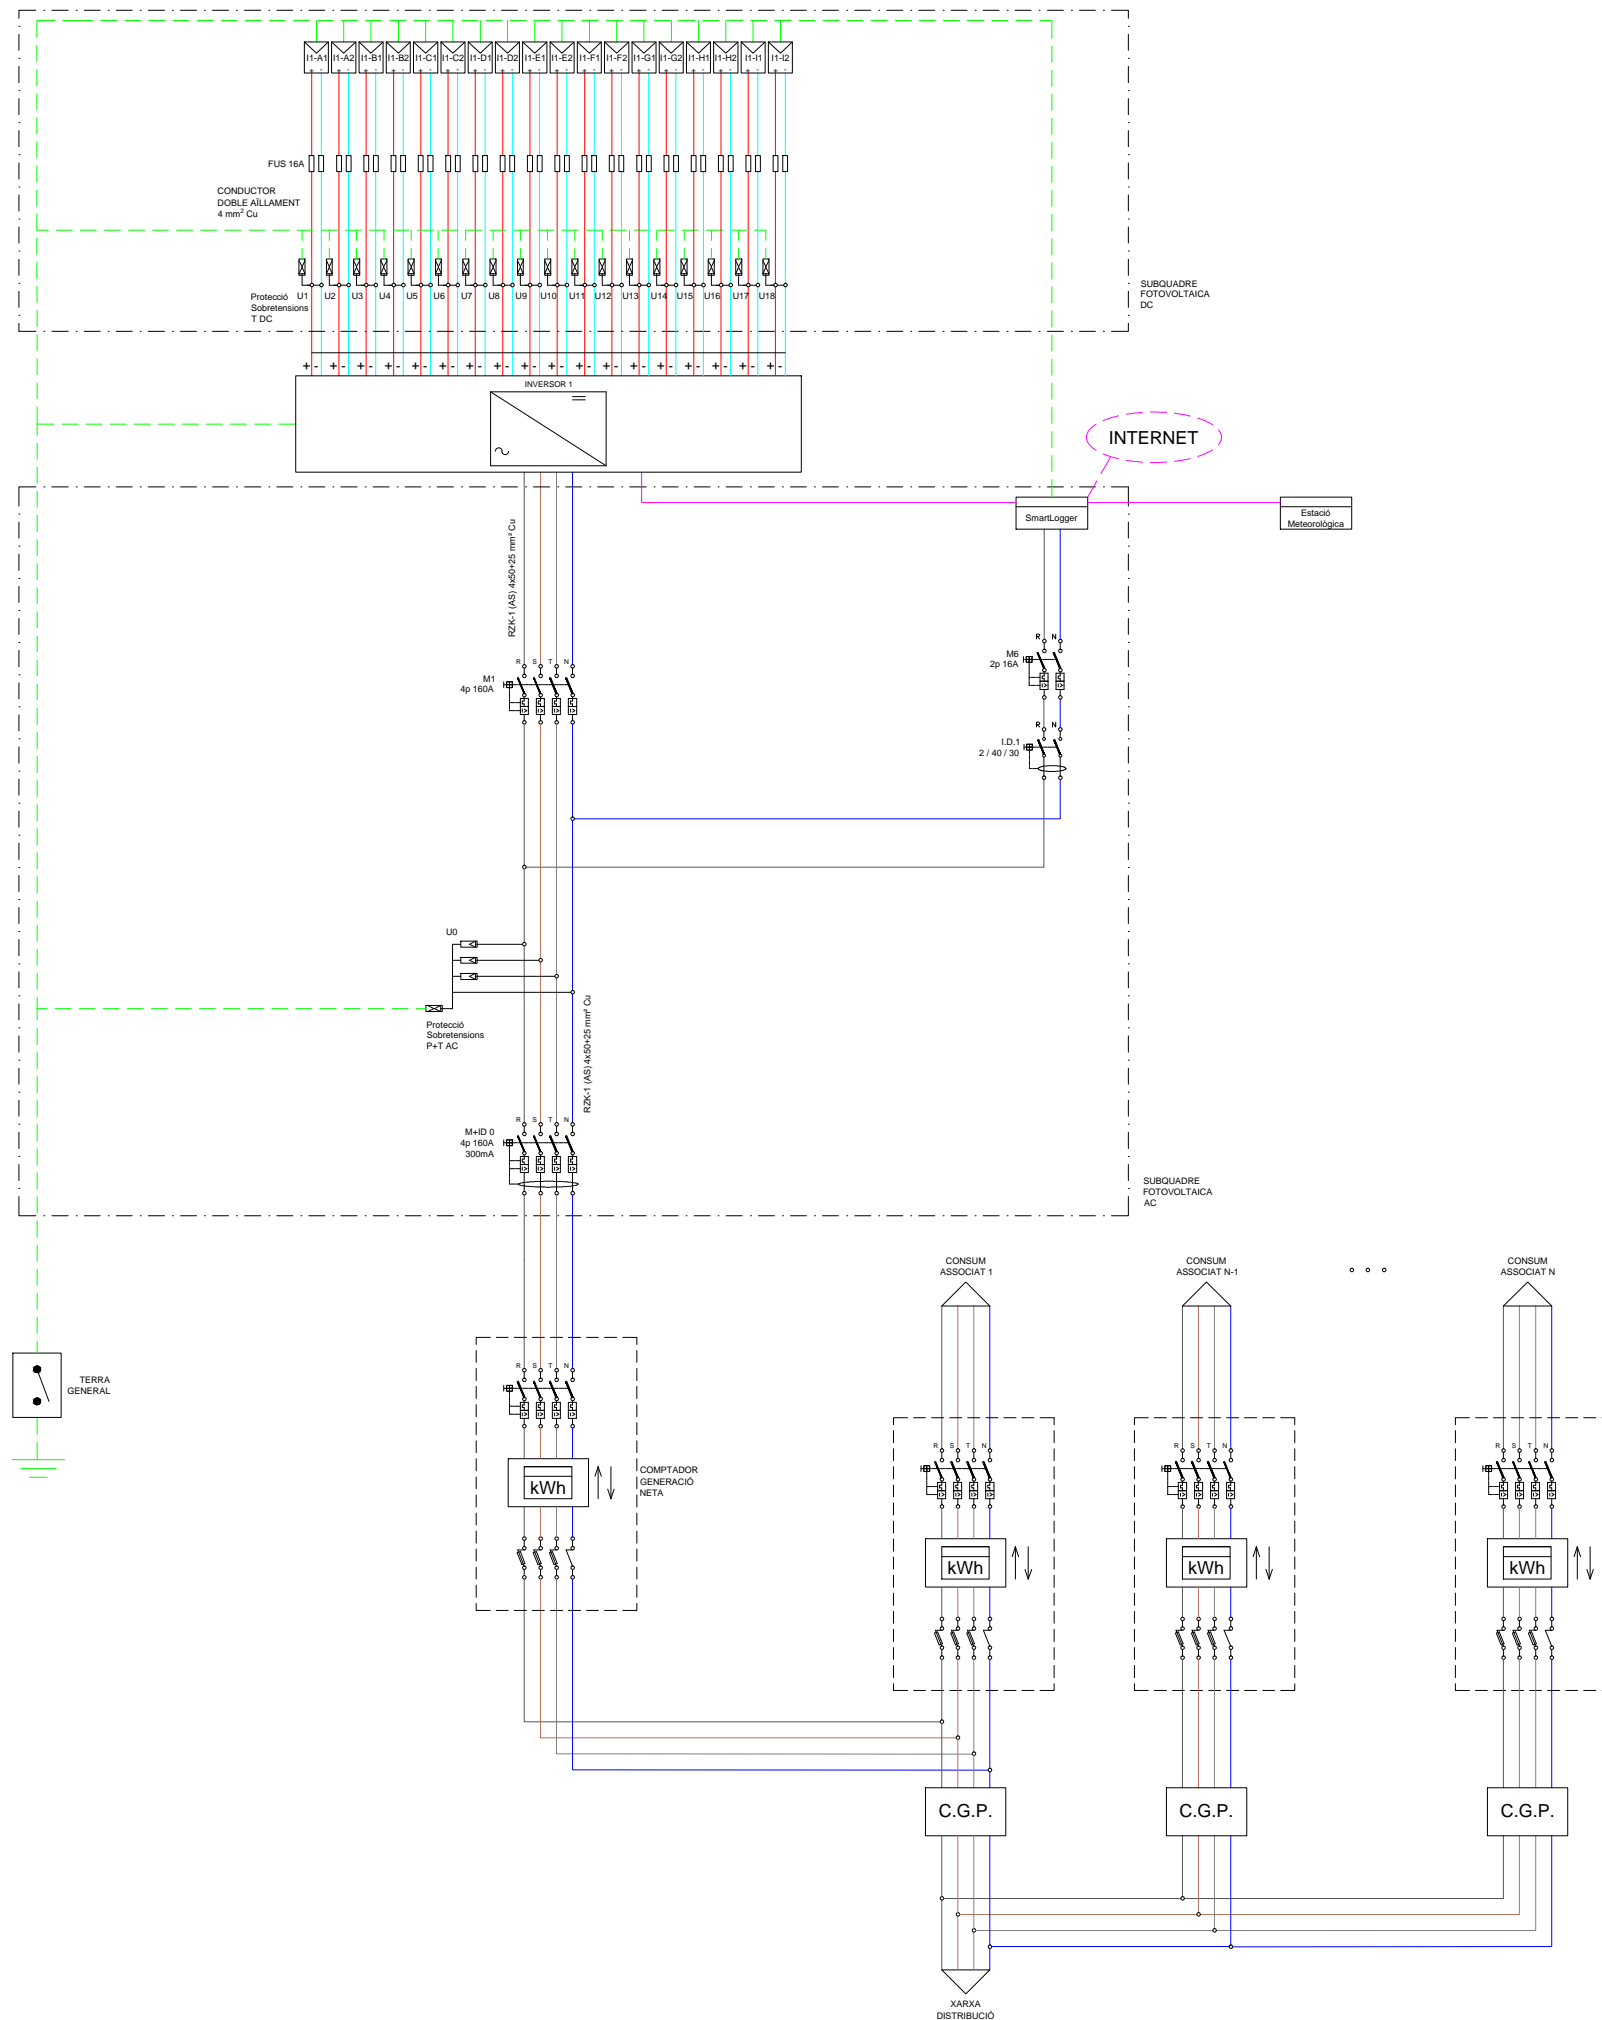 I1-A1 I1-A2 I1-B1 I1-B2 I1-C1 I1-C2 I1-D1 I1-D2 I1-E1 I1-E2 I1-F1 I1-F2 I1-G1 I1-G2 I1-H1 I1-H2 I1-I1 I1-I2
+ - + - + - + - + - + - + - + - + - + - + - + - + - + - + - + - + - + -
FUS 16A
CONDUCTOR
DOBLE AÏLLAMENT
4 mm² Cu
U1 U2 U3 U4 U5 U6 U7 U8 U9 U10 U11 U12 U13 U14 U15 U16 U17 U18
Protecció
Sobretensions
T DC
SUBQUADRE
FOTOVOLTAICA
DC
+ - + - + - + - + - + - + - + - + - + - + - + - + - + - + - + - + - + -
INVERSOR 1
INTERNET
SmartLogger
Estació
Meteorològica
RZK-1 (AS) 4x50+25 mm² Cu
R S T N
M1
4p 160A
R N
M6
2p 16A
R N
I.D.1
2 / 40 / 30
U0
Protecció
Sobretensions
P+T AC
RZK-1 (AS) 4x50+25 mm² Cu
R S T N
M+ID 0
4p 160A
300mA
SUBQUADRE
FOTOVOLTAICA
AC
CONSUM
ASSOCIAT 1
CONSUM
ASSOCIAT N-1
CONSUM
ASSOCIAT N
TERRA
GENERAL
R S T N
kWh
COMPTADOR
GENERACIÓ
NETA
R S T N
R S T N
R S T N
kWh
kWh
kWh
C.G.P.
C.G.P.
C.G.P.
XARXA
DISTRIBUCIÓ